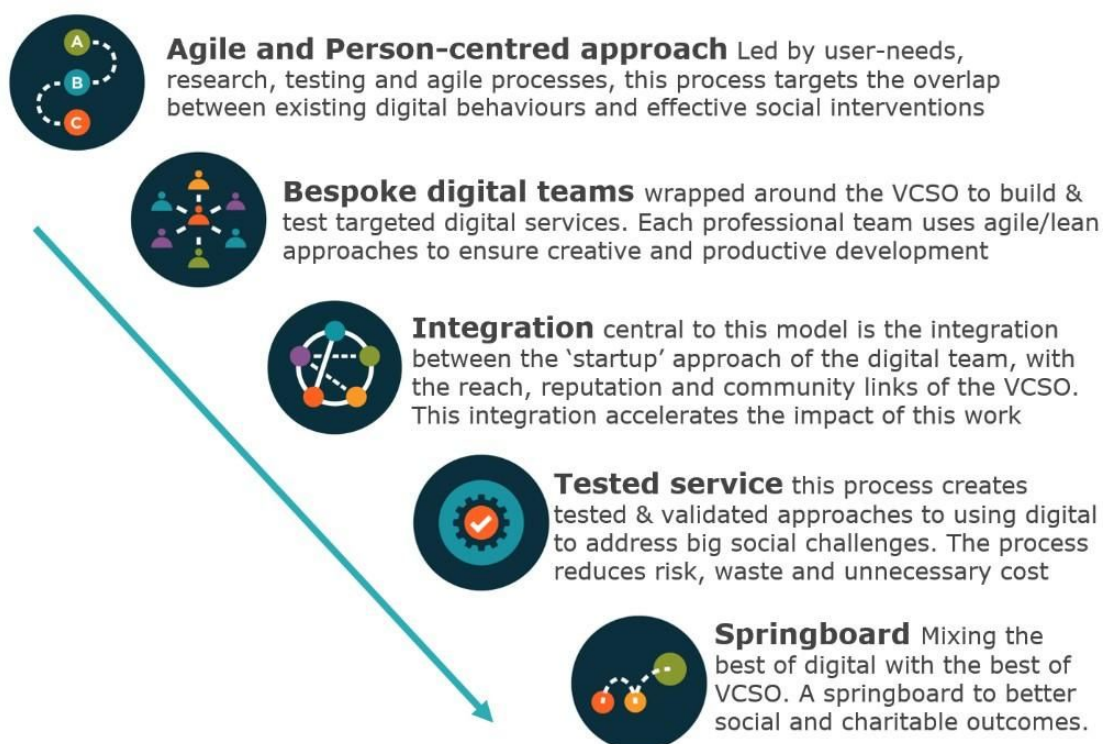 A
B
C
Agile and Person-centred approach Led by user-needs,
research, testing and agile processes, this process targets the overlap
between existing digital behaviours and effective social interventions
Bespoke digital teams wrapped around the VCSO to build &
test targeted digital services. Each professional team uses agile/lean
approaches to ensure creative and productive development
Integration central to this model is the integration
between the ‘startup’ approach of the digital team, with
the reach, reputation and community links of the VCSO.
This integration accelerates the impact of this work
Tested service this process creates
tested & validated approaches to using digital
to address big social challenges. The process
reduces risk, waste and unnecessary cost
Springboard Mixing the
best of digital with the best of
VCSO. A springboard to better
social and charitable outcomes.